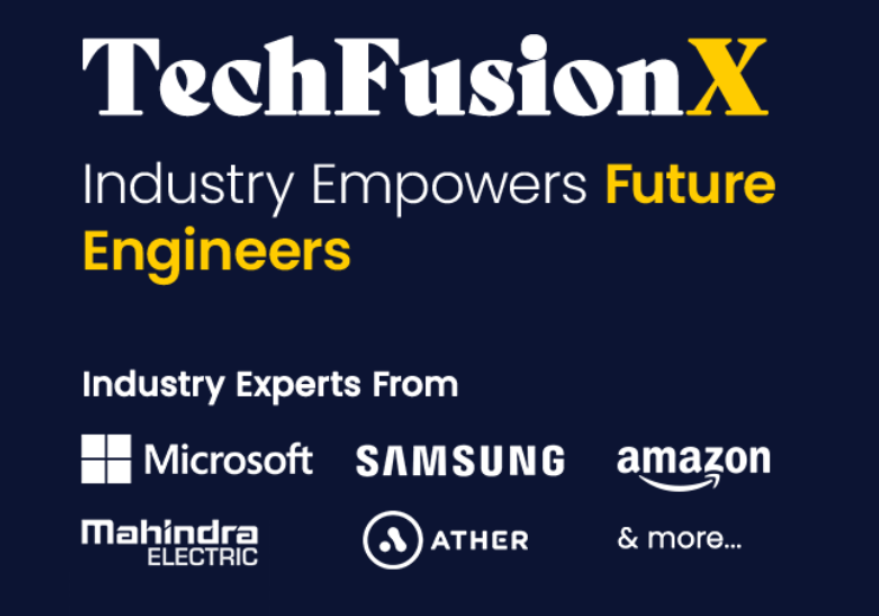 TechFusionX
Industry Empowers Future
Engineers
Industry Experts From
Microsoft SAMSUNG amazon
Mahindra
ELECTRIC
ATHER
& more...